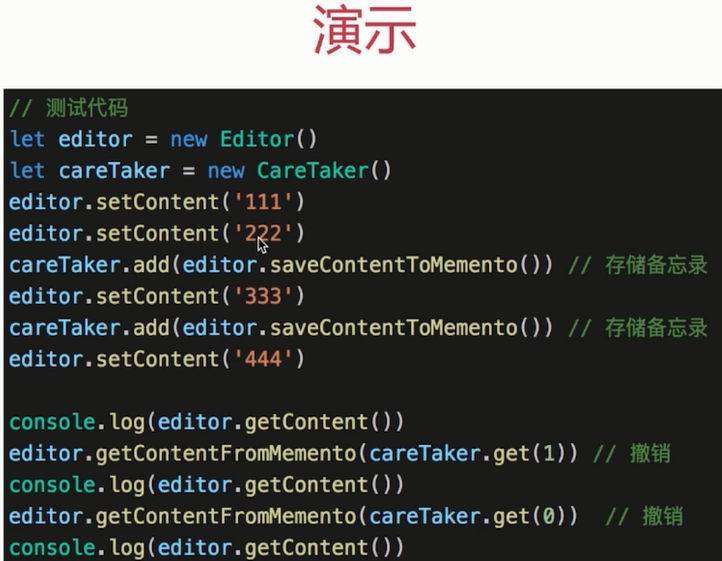 演示
// 测试代码
let editor = new Editor()
let careTaker = new CareTaker()
editor.setContent('111')
editor.setContent('222')
careTaker.add(editor.saveContentToMemento()) // 存储备忘录
editor.setContent('333')
careTaker.add(editor.saveContentToMemento()) // 存储备忘录
editor.setContent('444')
console.log(editor.getContent())
editor.getContentFromMemento(careTaker.get(1)) // 撤销
console.log(editor.getContent())
editor.getContentFromMemento(careTaker.get(0)) // 撤销
console.log(editor.getContent())